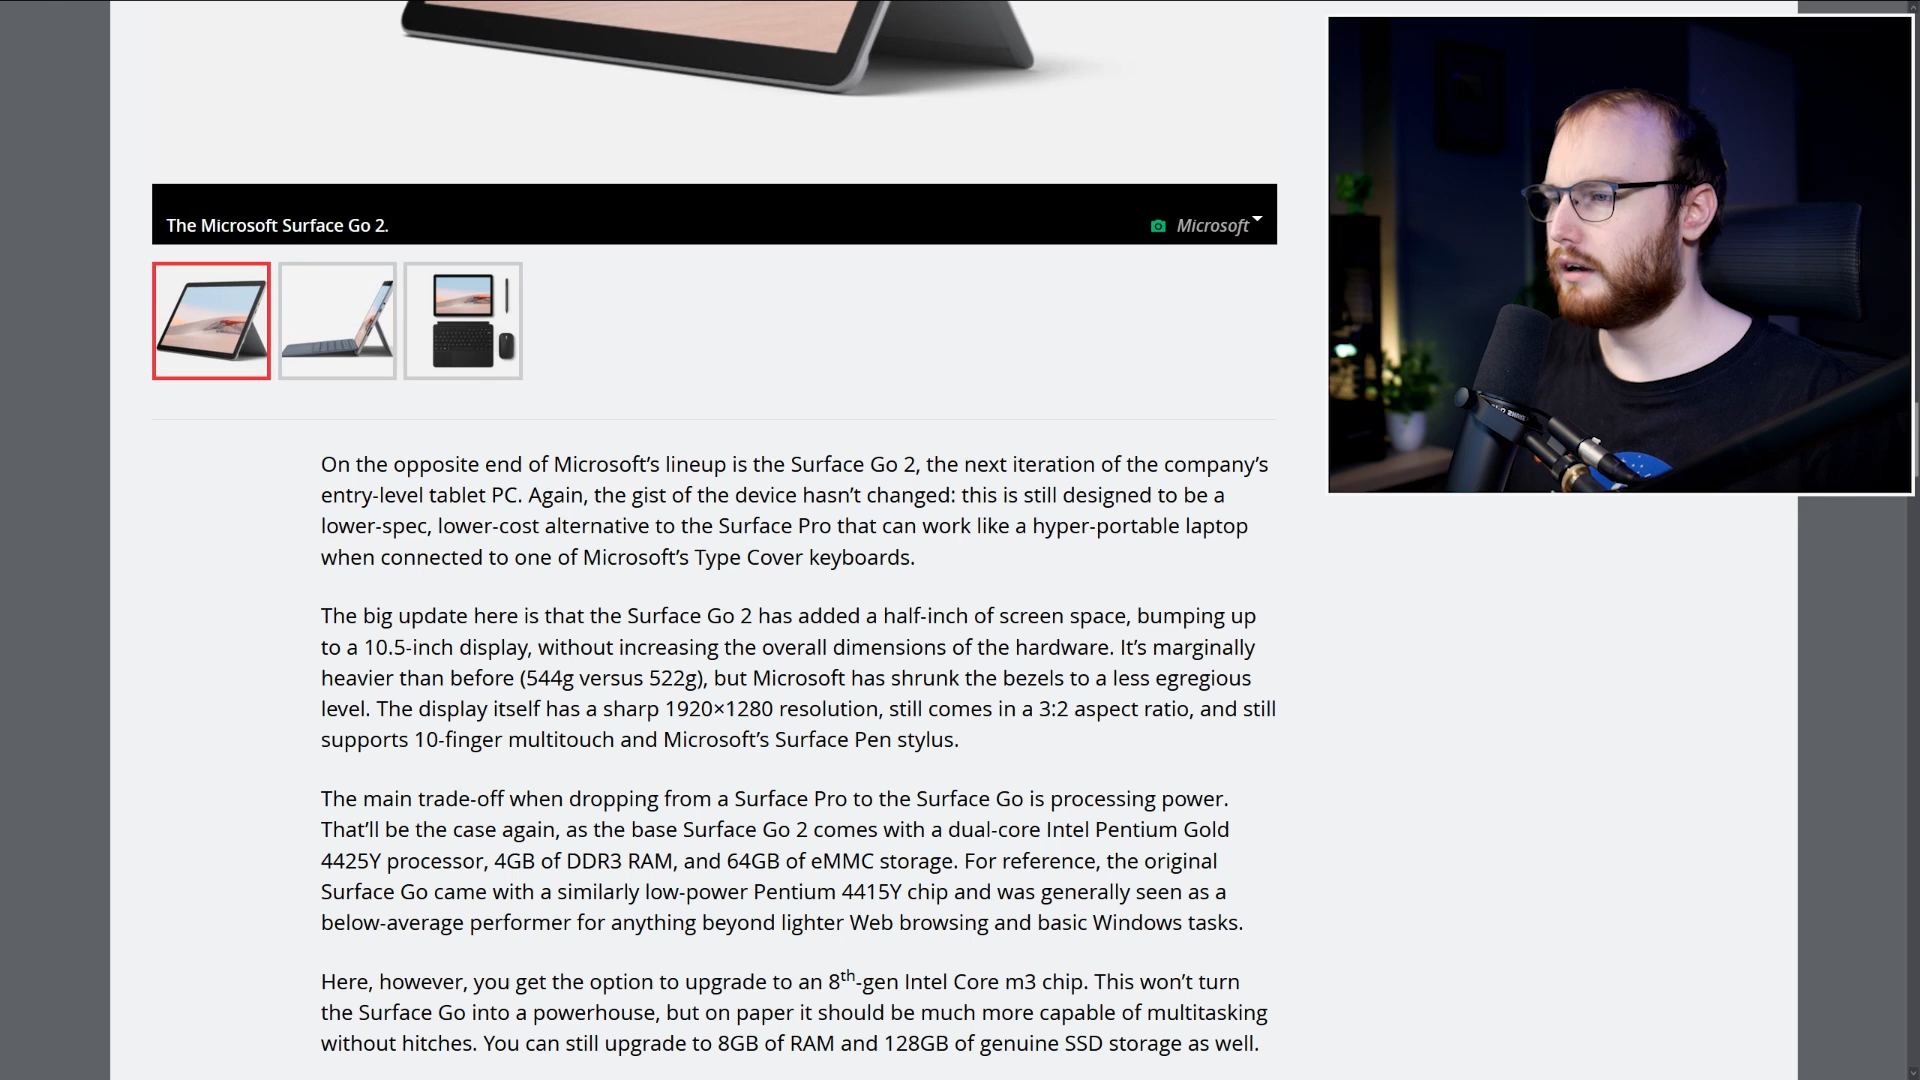 The Microsoft Surface Go 2.
Microsoft
On the opposite end of Microsoft’s lineup is the Surface Go 2, the next iteration of the company’s
entry-level tablet PC. Again, the gist of the device hasn’t changed: this is still designed to be a
lower-spec, lower-cost alternative to the Surface Pro that can work like a hyper-portable laptop
when connected to one of Microsoft’s Type Cover keyboards.
The big update here is that the Surface Go 2 has added a half-inch of screen space, bumping up
to a 10.5-inch display, without increasing the overall dimensions of the hardware. It’s marginally
heavier than before (544g versus 522g), but Microsoft has shrunk the bezels to a less egregious
level. The display itself has a sharp 1920×1280 resolution, still comes in a 3:2 aspect ratio, and still
supports 10-finger multitouch and Microsoft’s Surface Pen stylus.
The main trade-off when dropping from a Surface Pro to the Surface Go is processing power.
That’ll be the case again, as the base Surface Go 2 comes with a dual-core Intel Pentium Gold
4425Y processor, 4GB of DDR3 RAM, and 64GB of eMMC storage. For reference, the original
Surface Go came with a similarly low-power Pentium 4415Y chip and was generally seen as a
below-average performer for anything beyond lighter Web browsing and basic Windows tasks.
Here, however, you get the option to upgrade to an 8th-gen Intel Core m3 chip. This won’t turn
the Surface Go into a powerhouse, but on paper it should be much more capable of multitasking
without hitches. You can still upgrade to 8GB of RAM and 128GB of genuine SSD storage as well.